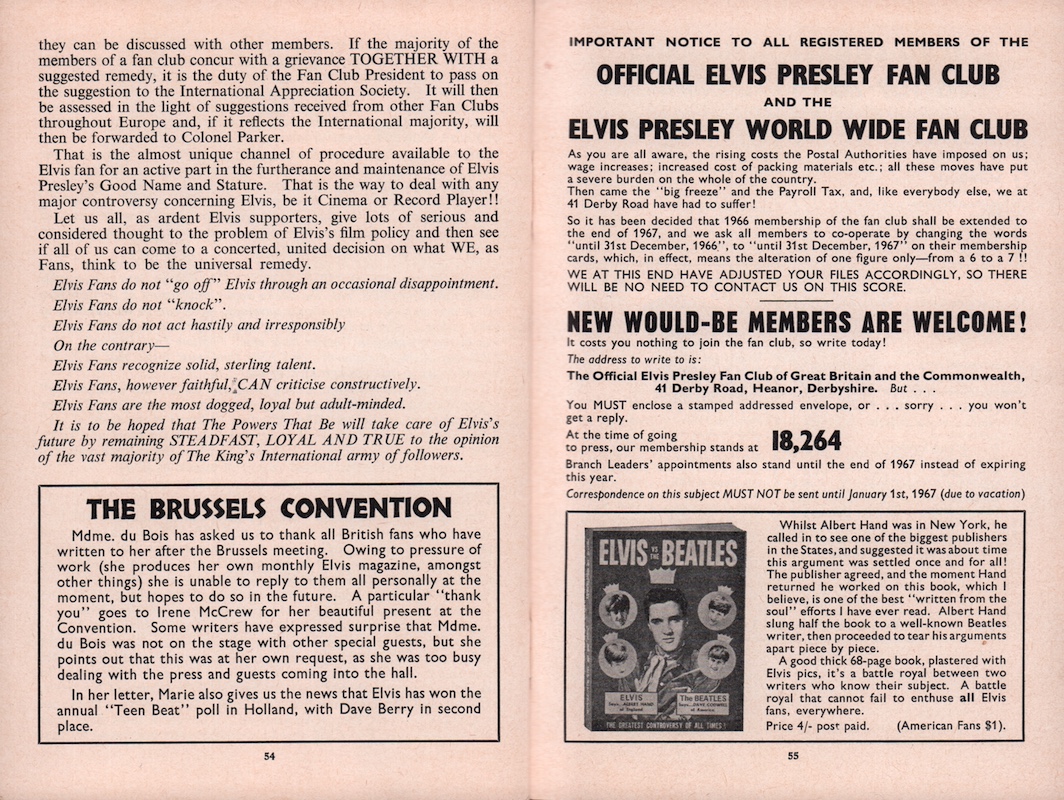 they can be discussed with other members. If the majority of the
members of a fan club concur with a grievance TOGETHER WITH a
suggested remedy, it is the duty of the Fan Club President to pass on
the suggestion to the International Appreciation Society. It will then
be assessed in the light of suggestions received from other Fan Clubs
throughout Europe and, if it reflects the International majority, will
then be forwarded to Colonel Parker.
That is the almost unique channel of procedure available to the
Elvis fan for an active part in the furtherance and maintenance of Elvis
Presley's Good Name and Stature. That is the way to deal with any
major controversy concerning Elvis, be it Cinema or Record Player!!
Let us all, as ardent Elvis supporters, give lots of serious and
considered thought to the problem of Elvis's film policy and then see
if all of us can come to a concerted, united decision on what WE, as
Fans, think to be the universal remedy.
Elvis Fans do not "go off" Elvis through an occasional disappointment.
Elvis Fans do not "knock".
Elvis Fans do not act hastily and irresponsibly
On the contrary—
Elvis Fans recognize solid, sterling talent.
Elvis Fans, however faithful, CAN criticise constructively.
Elvis Fans are the most dogged, loyal but adult-minded.
It is to be hoped that The Powers That Be will take care of Elvis's
future by remaining STEADFAST, LOYAL AND TRUE to the opinion
of the vast majority of The King's International army of followers.
THE BRUSSELS CONVENTION
Mdme. du Bois has asked us to thank all British fans who have
written to her after the Brussels meeting. Owing to pressure of
work (she produces her own monthly Elvis magazine, amongst
other things) she is unable to reply to them all personally at the
moment, but hopes to do so in the future. A particular "thank
you" goes to Irene McCrew for her beautiful present at the
Convention. Some writers have expressed surprise that Mdme.
du Bois was not on the stage with other special guests, but she
points out that this was at her own request, as she was too busy
dealing with the press and guests coming into the hall.
In her letter, Marie also gives us the news that Elvis has won the
annual "Teen Beat" poll in Holland, with Dave Berry in second
place.
54
IMPORTANT NOTICE TO ALL REGISTERED MEMBERS OF THE
OFFICIAL ELVIS PRESLEY FAN CLUB
AND THE
ELVIS PRESLEY WORLD WIDE FAN CLUB
As you are all aware, the rising costs the Postal Authorities have imposed on us;
wage increases; increased cost of packing materials etc.; all these moves have put
a severe burden on the whole of the country.
Then came the "big freeze" and the Payroll Tax, and, like everybody else, we at
41 Derby Road have had to suffer!
So it has been decided that 1966 membership of the fan club shall be extended to
the end of 1967, and we ask all members to co-operate by changing the words
"until 31st December, 1966", to "until 31st December, 1967" on their membership
cards, which, in effect, means the alteration of one figure only—from a 6 to a 7 !!
WE AT THIS END HAVE ADJUSTED YOUR FILES ACCORDINGLY, SO THERE
WILL BE NO NEED TO CONTACT US ON THIS SCORE.
NEW WOULD-BE MEMBERS ARE WELCOME!
It costs you nothing to join the fan club, so write today!
The address to write to is:
The Official Elvis Presley Fan Club of Great Britain and the Commonwealth,
41 Derby Road, Heanor, Derbyshire. But . . .
You MUST enclose a stamped addressed envelope, or . . . sorry . . . you won't
get a reply.
At the time of going
to press, our membership stands at 18,264
Branch Leaders' appointments also stand until the end of 1967 instead of expiring
this year.
Correspondence on this subject MUST NOT be sent until January 1st, 1967 (due to vacation)
ELVIS VS THE BEATLES
ELVIS
Says...ALBERT HAND
of England
The BEATLES
Says...DAVE CORDWELL
of America
THE GREATEST CONTROVERSY OF ALL TIMES!
Whilst Albert Hand was in New York, he
called in to see one of the biggest publishers
in the States, and suggested it was about time
this argument was settled once and for all!
The publisher agreed, and the moment Hand
returned he worked on this book, which I
believe, is one of the best "written from the
soul" efforts I have ever read. Albert Hand
slung half the book to a well-known Beatles
writer, then proceeded to tear his arguments
apart piece by piece.
A good thick 68-page book, plastered with
Elvis pics, it's a battle royal between two
writers who know their subject. A battle
royal that cannot fail to enthuse all Elvis
fans, everywhere.
Price 4/- post paid. (American Fans $1).
55